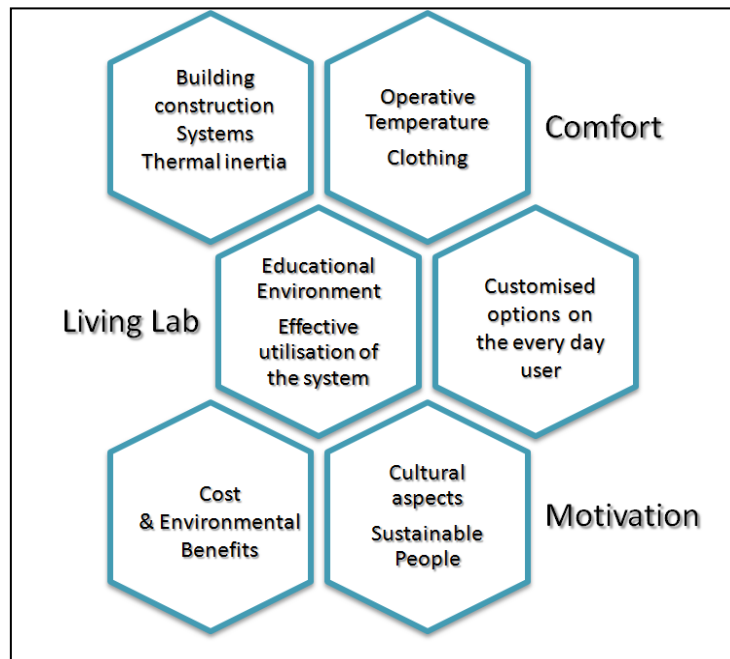 Building
construction
Systems
Thermal inertia
Operative
Temperature
Clothing
Comfort
Living Lab
Educational
Environment
Effective
utilisation of
the system
Customised
options on
the every day
user
Cost
& Environmental
Benefits
Cultural
aspects
Sustainable
People
Motivation